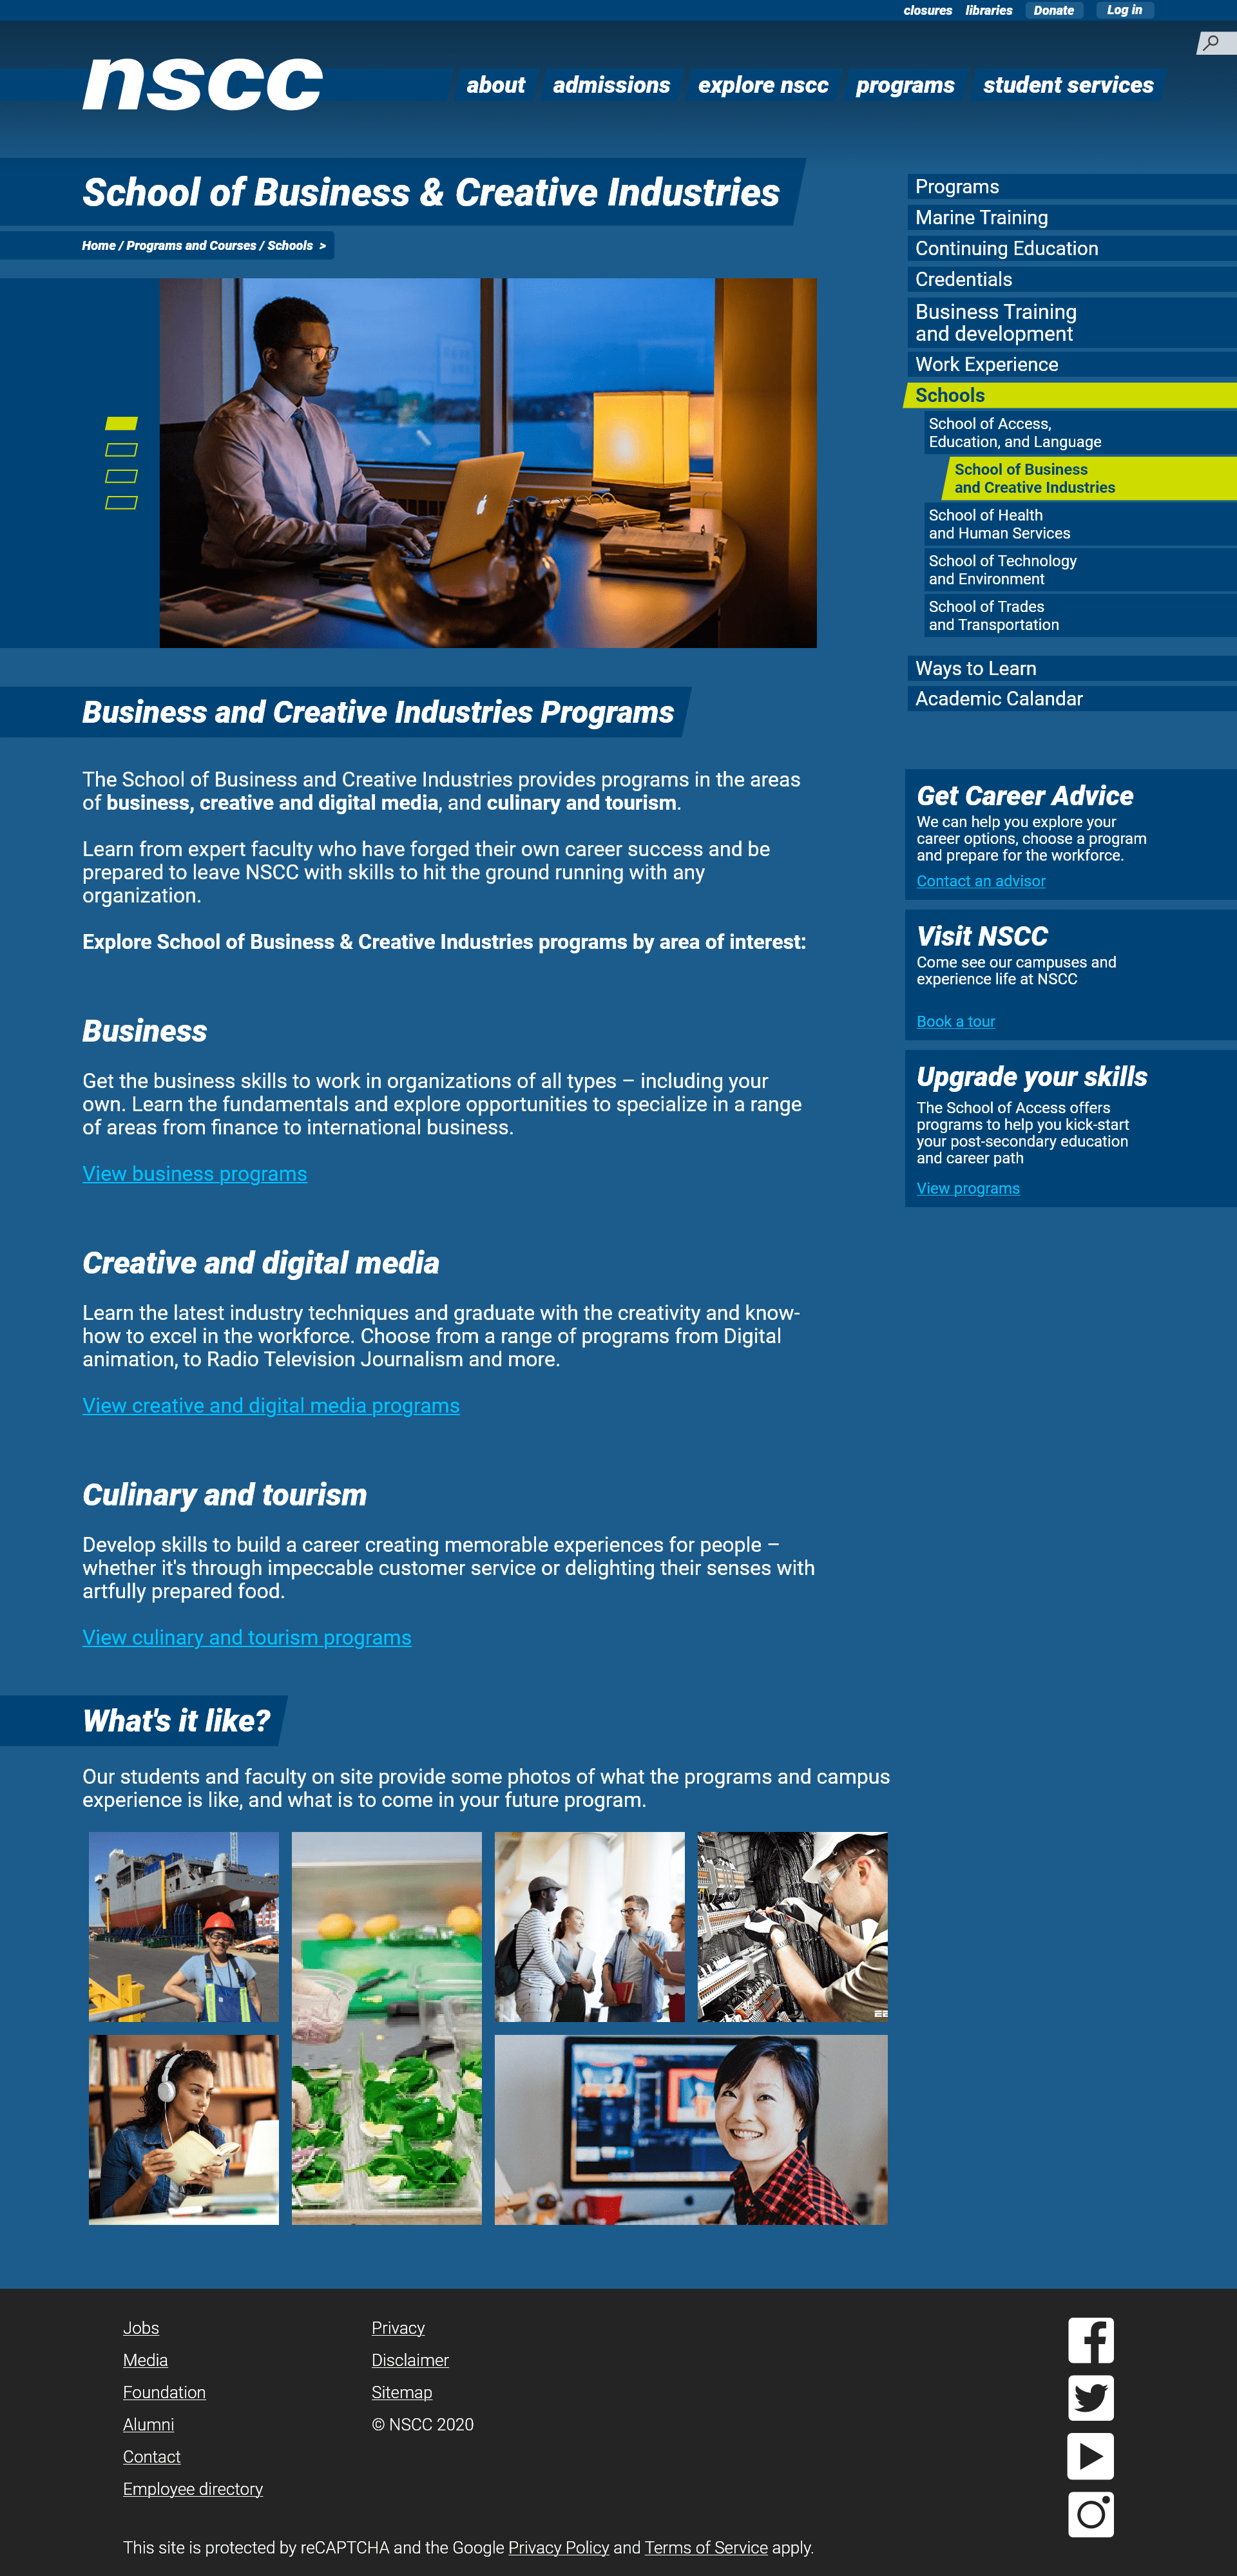 closures libraries Donate Log in
nscc
about admissions explore nscc programs student services
School of Business & Creative Industries
Home / Programs and Courses / Schools >
Programs
Marine Training
Continuing Education
Credentials
Business Training
and development
Work Experience
Schools
School of Access,
Education, and Language
School of Business
and Creative Industries
School of Health
and Human Services
School of Technology
and Environment
School of Trades
and Transportation
Ways to Learn
Academic Calandar
Business and Creative Industries Programs
The School of Business and Creative Industries provides programs in the areas
of business, creative and digital media, and culinary and tourism.
Learn from expert faculty who have forged their own career success and be
prepared to leave NSCC with skills to hit the ground running with any
organization.
Explore School of Business & Creative Industries programs by area of interest:
Business
Get the business skills to work in organizations of all types – including your
own. Learn the fundamentals and explore opportunities to specialize in a range
of areas from finance to international business.
View business programs
Creative and digital media
Learn the latest industry techniques and graduate with the creativity and know-
how to excel in the workforce. Choose from a range of programs from Digital
animation, to Radio Television Journalism and more.
View creative and digital media programs
Culinary and tourism
Develop skills to build a career creating memorable experiences for people –
whether it's through impeccable customer service or delighting their senses with
artfully prepared food.
View culinary and tourism programs
Get Career Advice
We can help you explore your
career options, choose a program
and prepare for the workforce.
Contact an advisor
Visit NSCC
Come see our campuses and
experience life at NSCC
Book a tour
Upgrade your skills
The School of Access offers
programs to help you kick-start
your post-secondary education
and career path
View programs
What's it like?
Our students and faculty on site provide some photos of what the programs and campus
experience is like, and what is to come in your future program.
Jobs
Media
Foundation
Alumni
Contact
Employee directory
Privacy
Disclaimer
Sitemap
© NSCC 2020
This site is protected by reCAPTCHA and the Google Privacy Policy and Terms of Service apply.